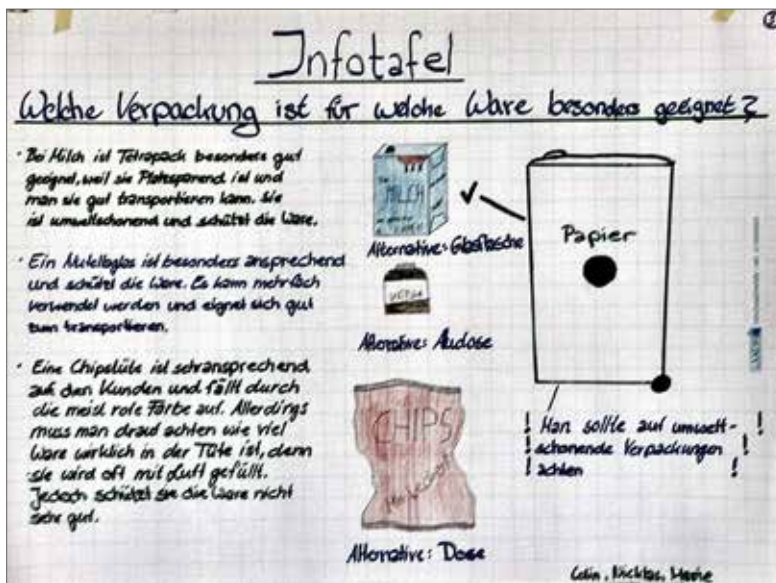 Infotafel
Welche Verpackung ist für welche Ware besonders geeignet?
• Bei Milch ist Tetrapack besonders gut
geeignet, weil sie Platzsparend ist und
man sie gut transportieren kann. Sie
ist umweltschonend und schützt die Ware.
• Ein Nutellaglas ist besonders ansprechend
und schützt die Ware. Es kann mehrfach
verwendet werden und eignet sich gut
zum transportieren.
• Eine Chipstüte ist sehr ansprechend
auf den Kunden und fällt durch
die meist rote Farbe auf. Allerdings
muss man drauf achten wie viel
Ware wirklich in der Tüte ist, denn
sie wird oft mit Luft gefüllt.
Jedoch schützt sie die Ware nicht
sehr gut.
MILCH
Alternative: Glasflasche
Alternative: Aludose
CHIPS
Alternative: Dose
Papier
! Man sollte auf umwelt-
! schonende Verpackungen !
! achten !
Colin, Nicklas,